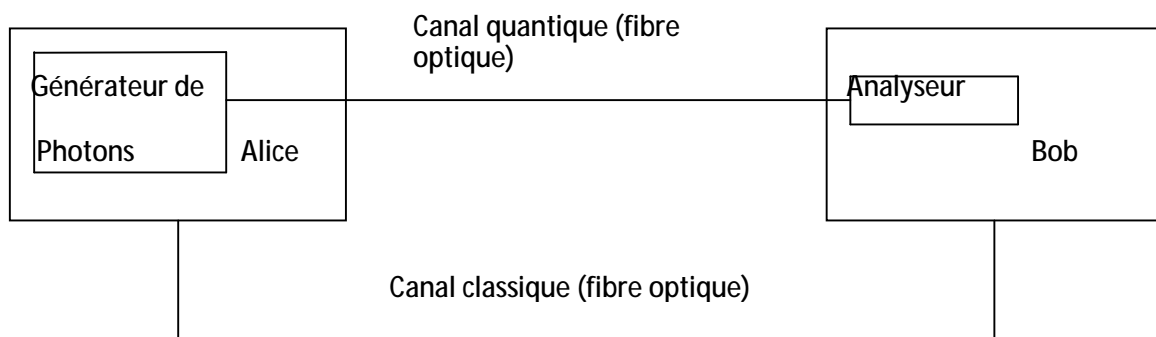 Canal quantique (fibre
optique)
Générateur de
Photons
Alice
Analyseur
Bob
Canal classique (fibre optique)